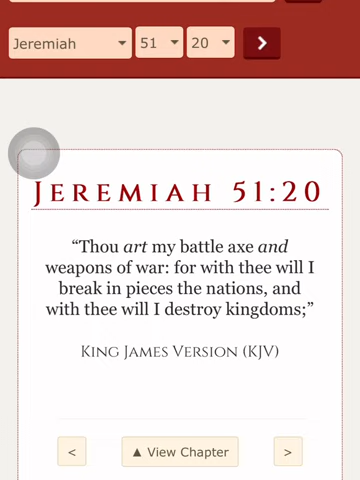 Jeremiah 51 20
JEREMIAH 51:20
“Thou art my battle axe and
weapons of war: for with thee will I
break in pieces the nations, and
with thee will I destroy kingdoms;”
KING JAMES VERSION (KJV)
< ▲ View Chapter >